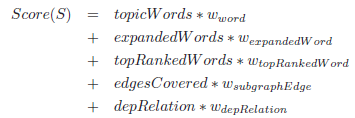 Score(S) = topicWords ∗ w_word
+ expandedWords ∗ w_expandedWord
+ topRankedWords ∗ w_topRankedWord
+ edgesCovered ∗ w_subgraphEdge
+ depRelation ∗ w_depRelation